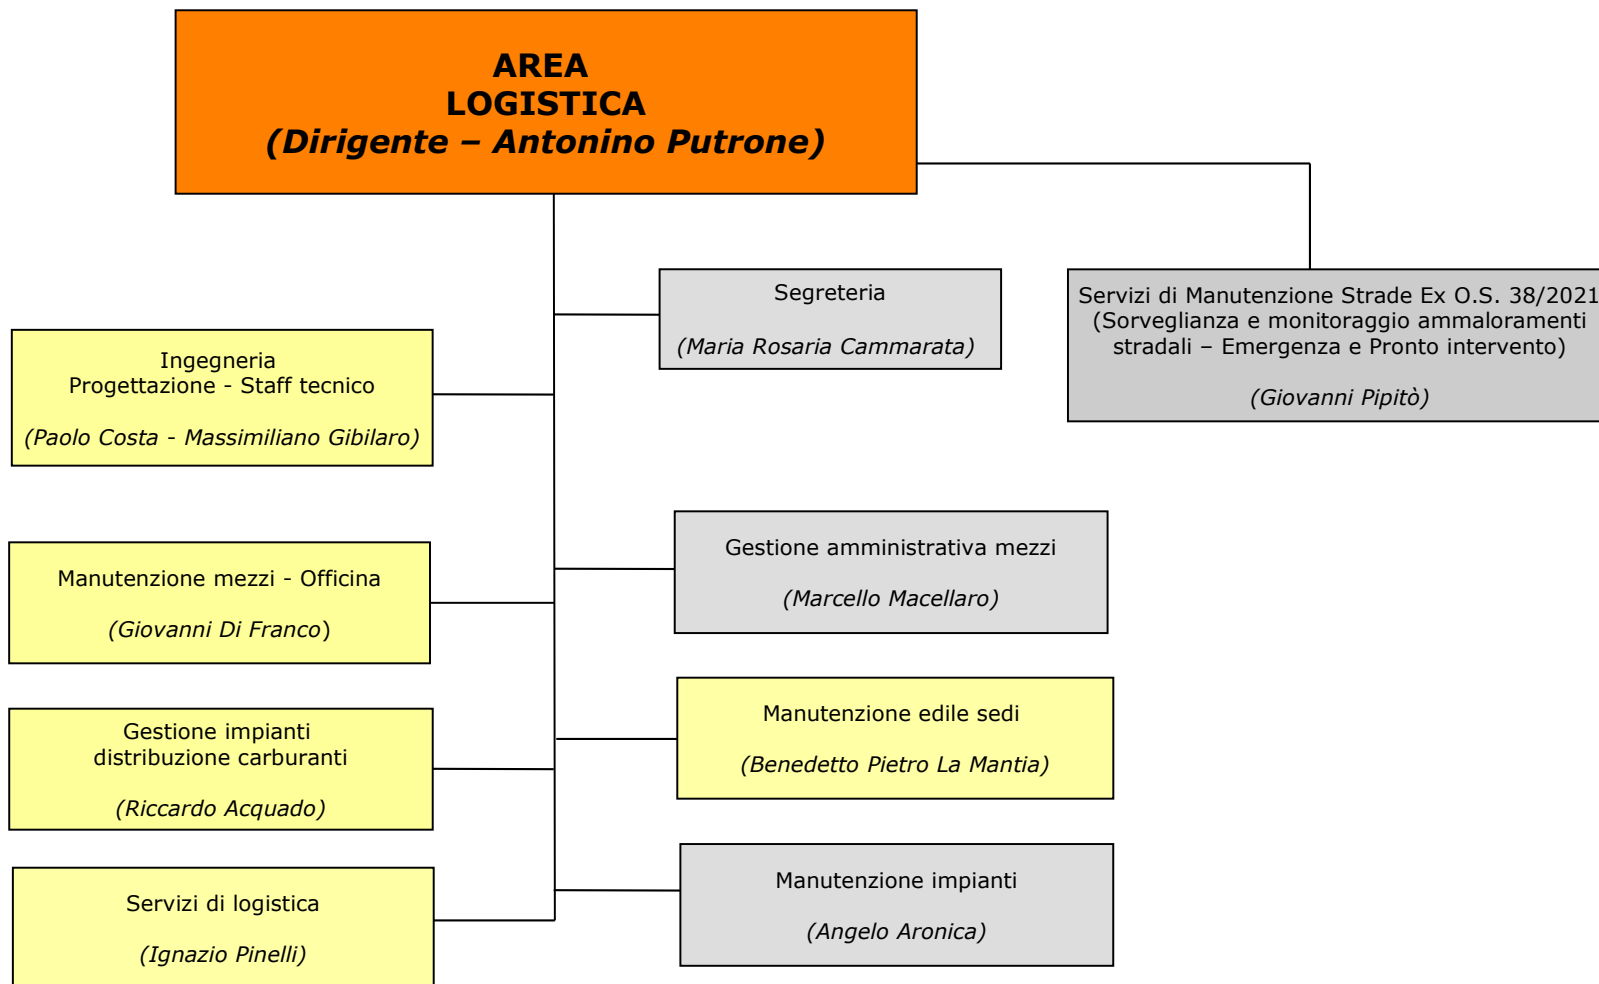 AREA
LOGISTICA
(Dirigente – Antonino Putrone)
Segreteria
(Maria Rosaria Cammarata)
Servizi di Manutenzione Strade Ex O.S. 38/2021
(Sorveglianza e monitoraggio ammaloramenti
stradali – Emergenza e Pronto intervento)
(Giovanni Pipitò)
Ingegneria
Progettazione - Staff tecnico
(Paolo Costa - Massimiliano Gibilaro)
Gestione amministrativa mezzi
(Marcello Macellaro)
Manutenzione mezzi - Officina
(Giovanni Di Franco)
Manutenzione edile sedi
(Benedetto Pietro La Mantia)
Gestione impianti
distribuzione carburanti
(Riccardo Acquado)
Manutenzione impianti
(Angelo Aronica)
Servizi di logistica
(Ignazio Pinelli)